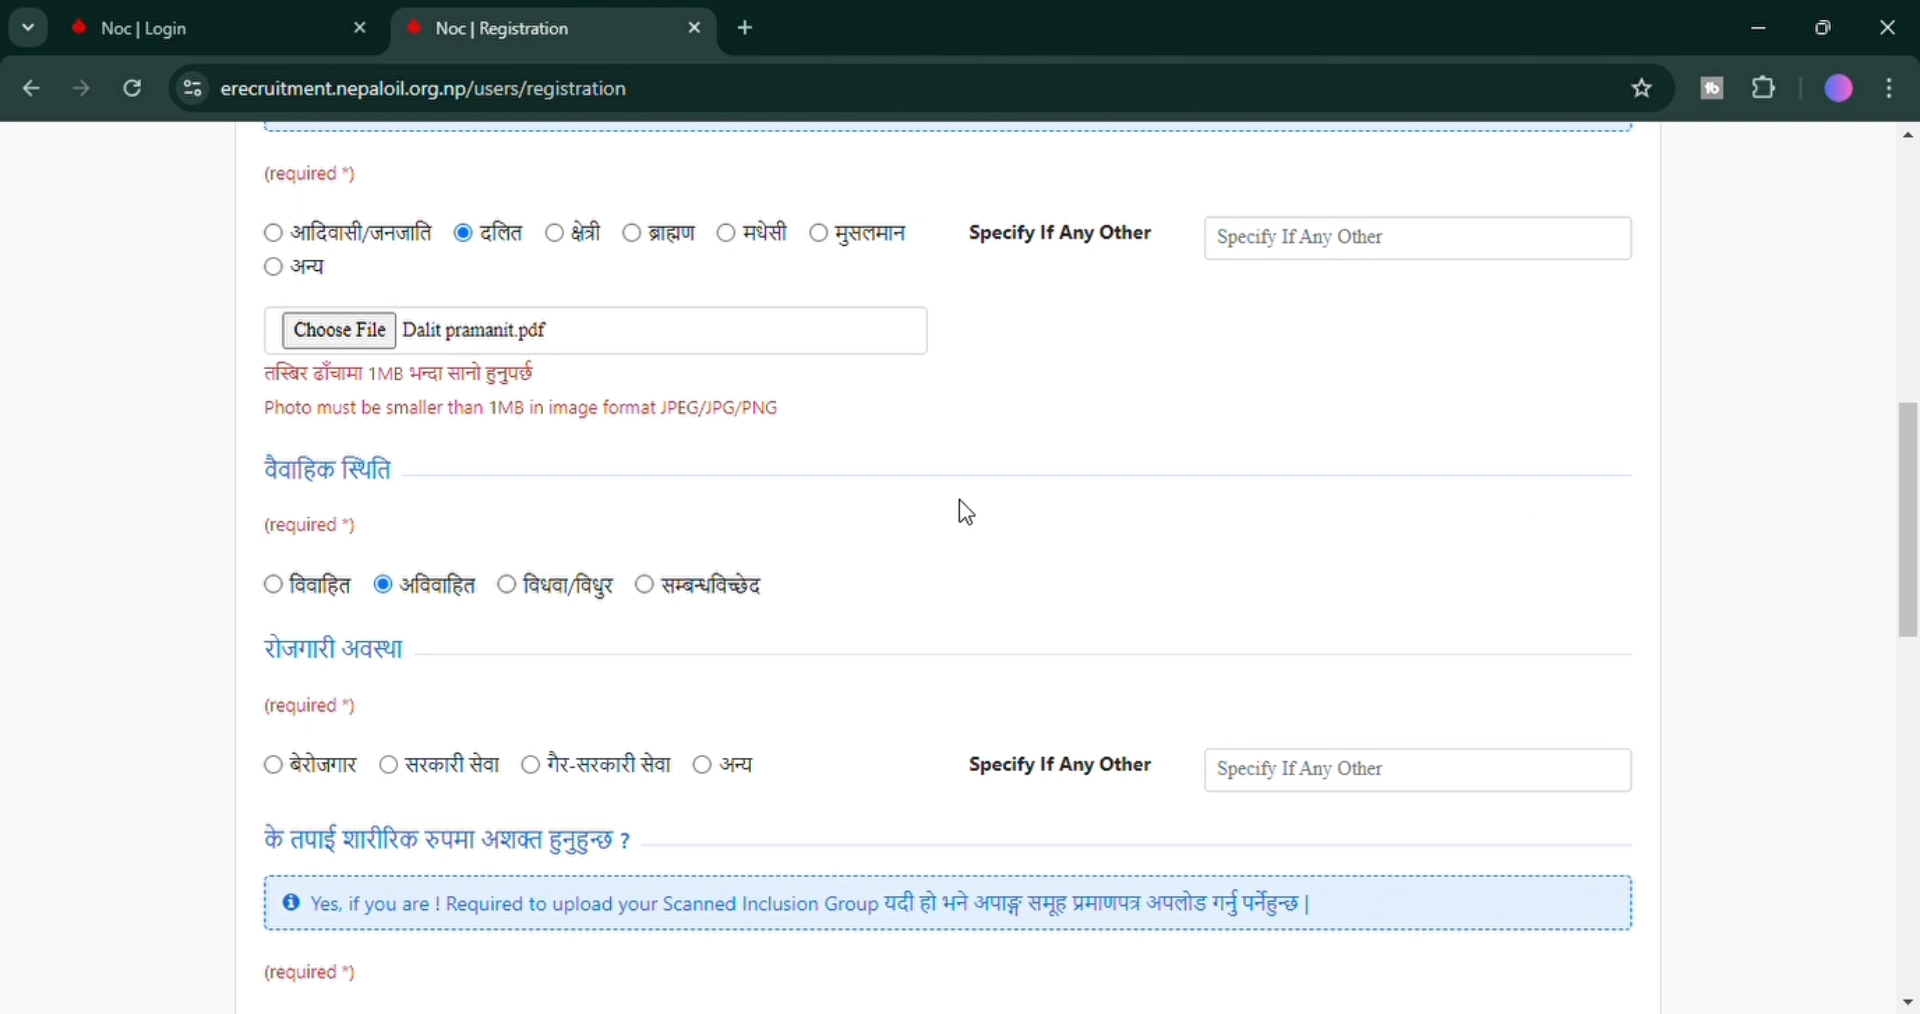 Noc | Login
Noc | Registration
erecruitment.nepaloil.org.np/users/registration
(required *)
आदिवासी/जनजाति दलित क्षेत्री ब्राह्मण मधेसी मुसलमान Specify If Any Other Specify If Any Other
अन्य
Choose File Dalit pramanit.pdf
तस्बिर ढाँचामा 1MB भन्दा सानो हुनुपर्छ
Photo must be smaller than 1MB in image format JPEG/JPG/PNG
वैवाहिक स्थिति
(required *)
विवाहित अविवाहित विधवा/विधुर सम्बन्धविच्छेद
रोजगारी अवस्था
(required *)
बेरोजगार सरकारी सेवा गैर-सरकारी सेवा अन्य Specify If Any Other Specify If Any Other
के तपाई शारीरिक रुपमा अशक्त हुनुहुन्छ ?
Yes, if you are ! Required to upload your Scanned Inclusion Group यदी हो भने अपाङ्ग समूह प्रमाणपत्र अपलोड गर्नु पर्नेहुन्छ |
(required *)